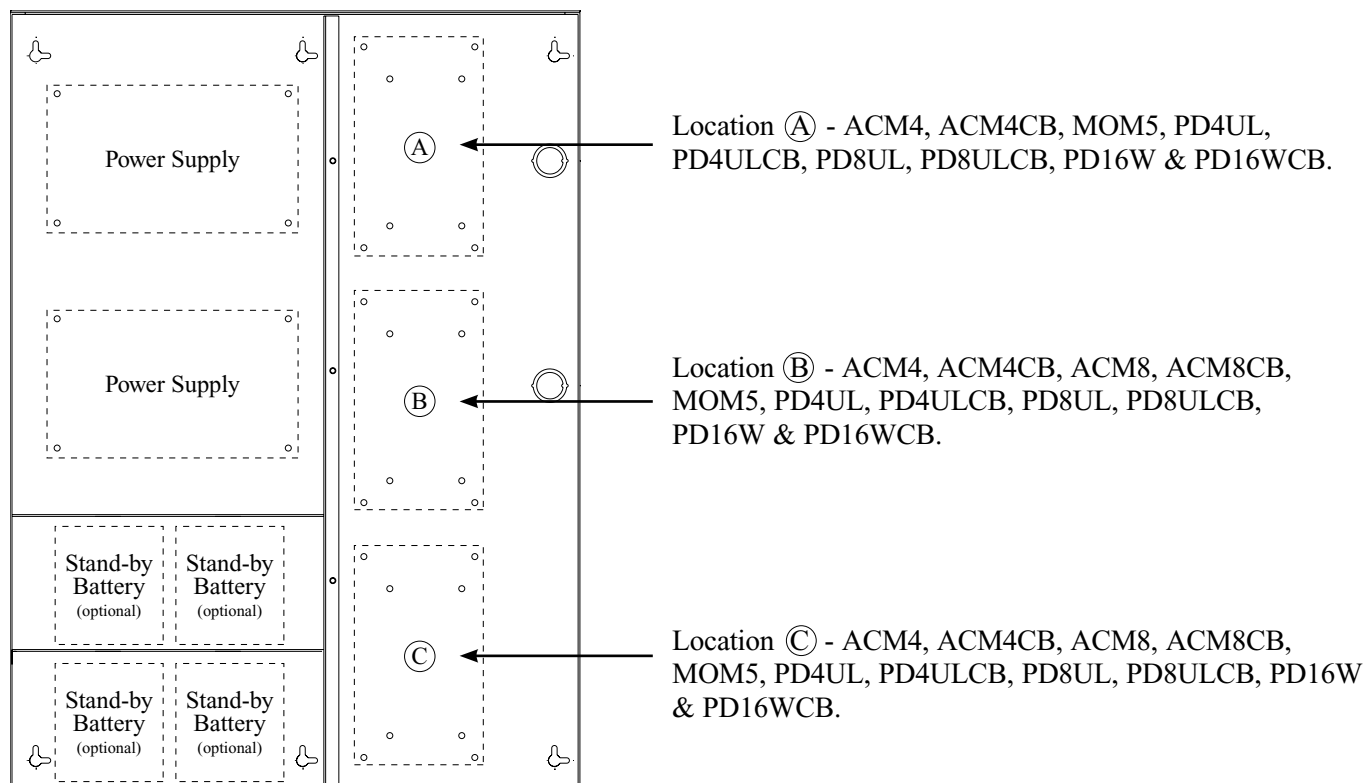 Power Supply
Power Supply
Stand-by
Battery
(optional)
Stand-by
Battery
(optional)
Stand-by
Battery
(optional)
Stand-by
Battery
(optional)
A
Location Ⓐ - ACM4, ACM4CB, MOM5, PD4UL,
PD4ULCB, PD8UL, PD8ULCB, PD16W & PD16WCB.
B
Location Ⓑ - ACM4, ACM4CB, ACM8, ACM8CB,
MOM5, PD4UL, PD4ULCB, PD8UL, PD8ULCB,
PD16W & PD16WCB.
C
Location Ⓒ - ACM4, ACM4CB, ACM8, ACM8CB,
MOM5, PD4UL, PD4ULCB, PD8UL, PD8ULCB, PD16W
& PD16WCB.